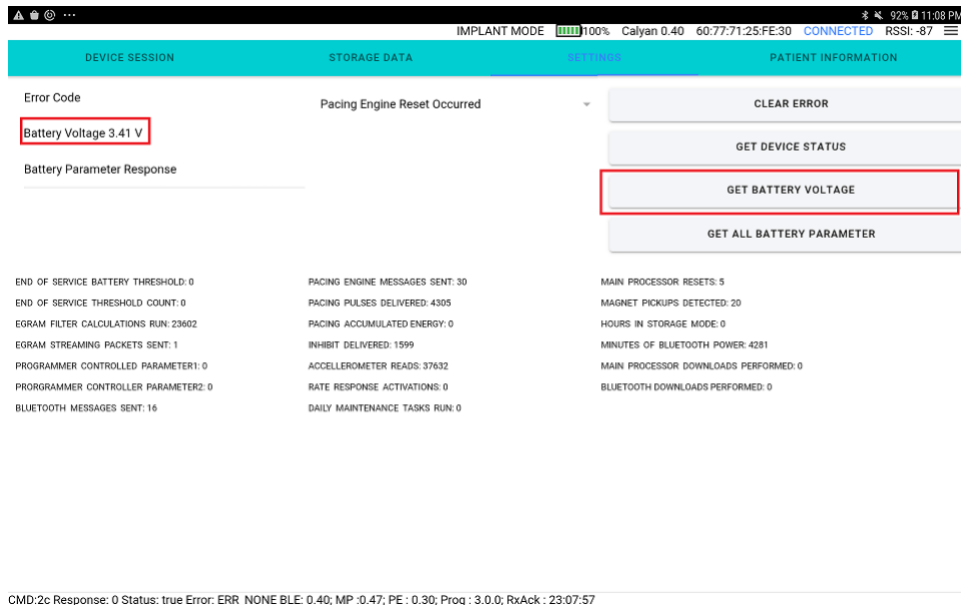 92% 11:08 PM
IMPLANT MODE 100% Calyan 0.40 60:77:71:25:FE:30 CONNECTED RSSI: -87
DEVICE SESSION STORAGE DATA SETTINGS PATIENT INFORMATION
Error Code
Pacing Engine Reset Occurred
CLEAR ERROR
Battery Voltage 3.41 V
GET DEVICE STATUS
Battery Parameter Response
GET BATTERY VOLTAGE
GET ALL BATTERY PARAMETER
END OF SERVICE BATTERY THRESHOLD: 0
END OF SERVICE THRESHOLD COUNT: 0
EGRAM FILTER CALCULATIONS RUN: 23602
EGRAM STREAMING PACKETS SENT: 1
PROGRAMMER CONTROLLED PARAMETER1: 0
PRORGRAMMER CONTROLLER PARAMETER2: 0
BLUETOOTH MESSAGES SENT: 16
PACING ENGINE MESSAGES SENT: 30
PACING PULSES DELIVERED: 4305
PACING ACCUMULATED ENERGY: 0
INHIBIT DELIVERED: 1599
ACCELLEROMETER READS: 37632
RATE RESPONSE ACTIVATIONS: 0
DAILY MAINTENANCE TASKS RUN: 0
MAIN PROCESSOR RESETS: 5
MAGNET PICKUPS DETECTED: 20
HOURS IN STORAGE MODE: 0
MINUTES OF BLUETOOTH POWER: 4281
MAIN PROCESSOR DOWNLOADS PERFORMED: 0
BLUETOOTH DOWNLOADS PERFORMED: 0
CMD:2c Response: 0 Status: true Error: ERR_NONE BLE: 0.40; MP :0.47; PE : 0.30; Prog : 3.0.0; RxAck : 23:07:57